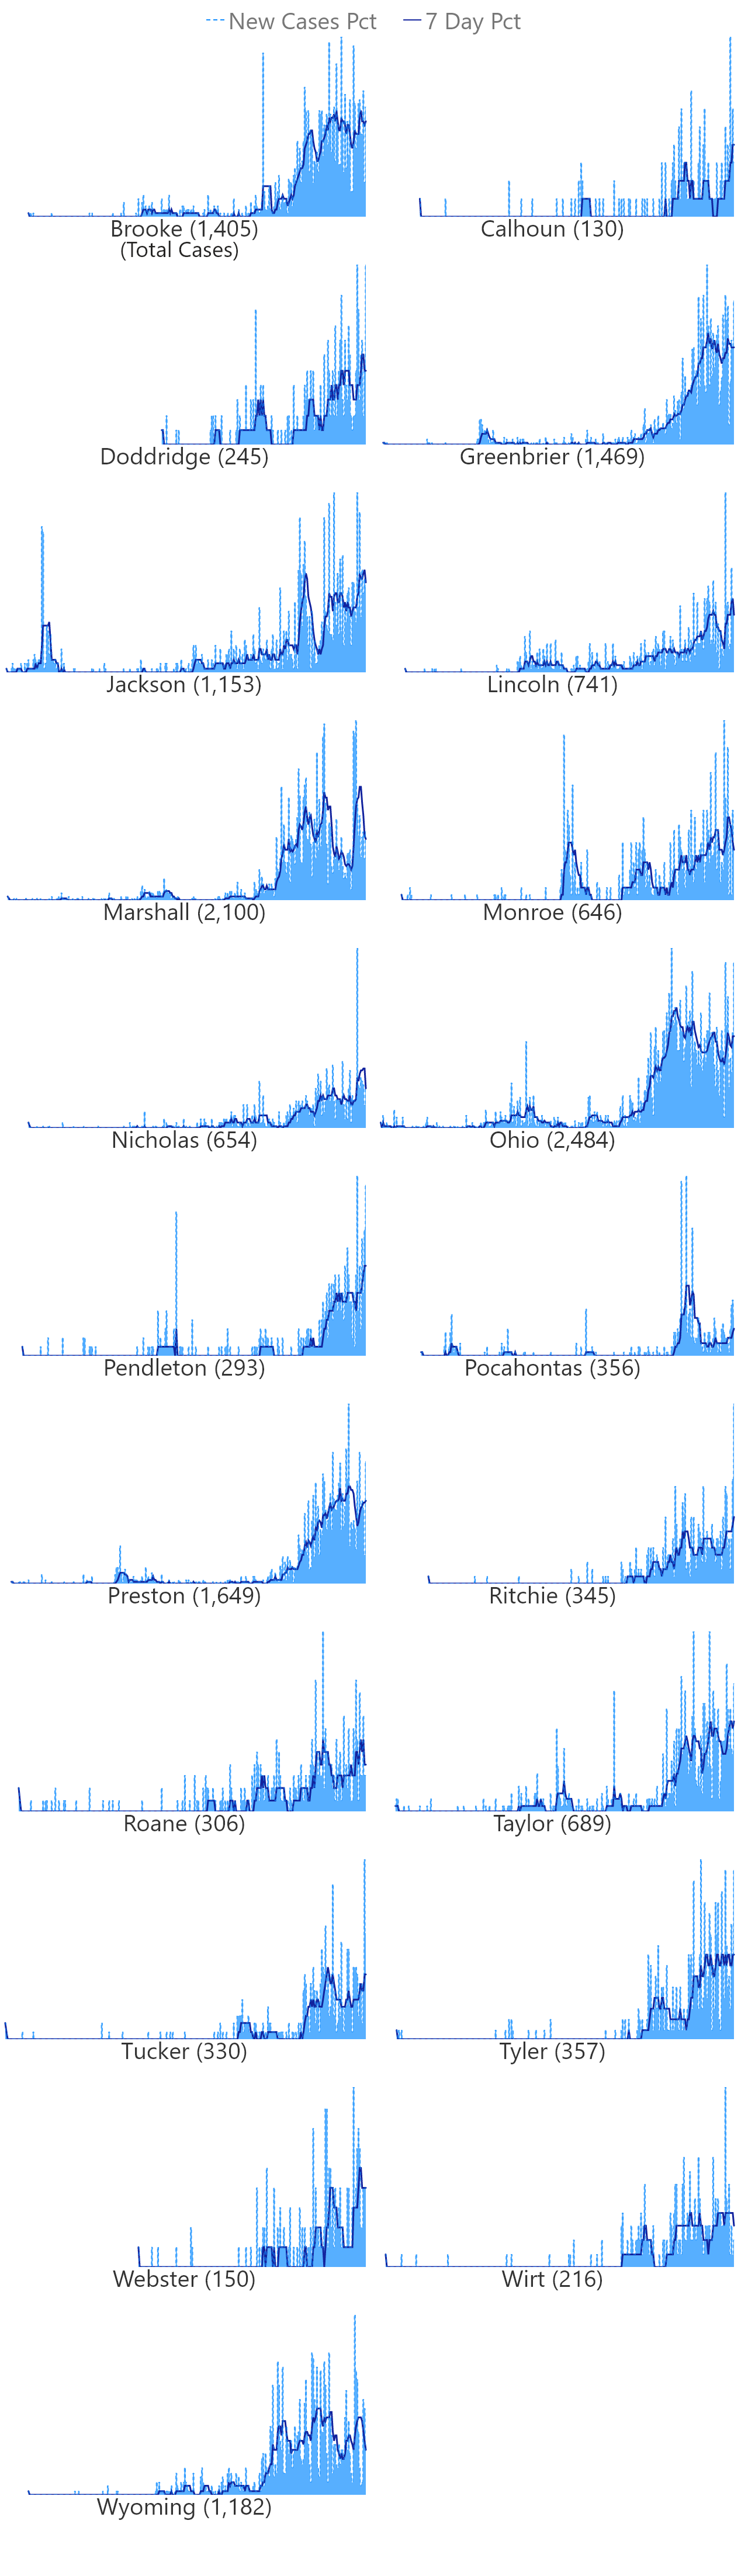 New Cases Pct 7 Day Pct
Brooke (1,405) Calhoun (130)
(Total Cases)
Doddridge (245) Greenbrier (1,469)
Jackson (1,153) Lincoln (741)
Marshall (2,100) Monroe (646)
Nicholas (654) Ohio (2,484)
Pendleton (293) Pocahontas (356)
Preston (1,649) Ritchie (345)
Roane (306) Taylor (689)
Tucker (330) Tyler (357)
Webster (150) Wirt (216)
Wyoming (1,182)